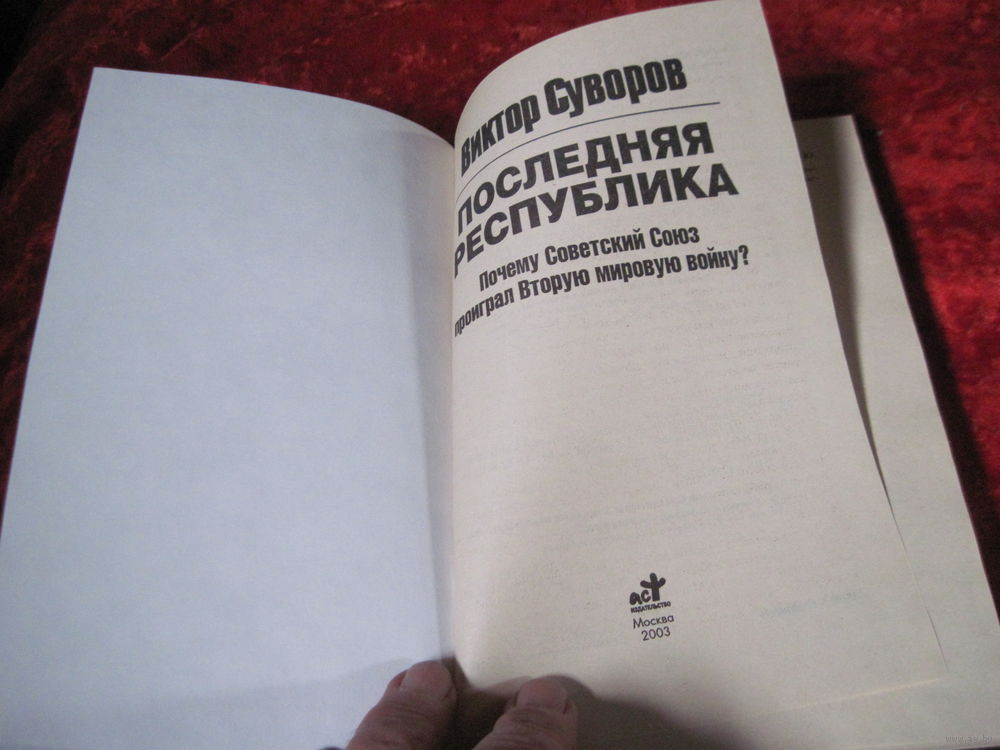 Виктор Суворов
ПОСЛЕДНЯЯ
РЕСПУБЛИКА
Почему Советский Союз
проиграл Вторую мировую войну?
аст
ИЗДАТЕЛЬСТВО
Москва
2003